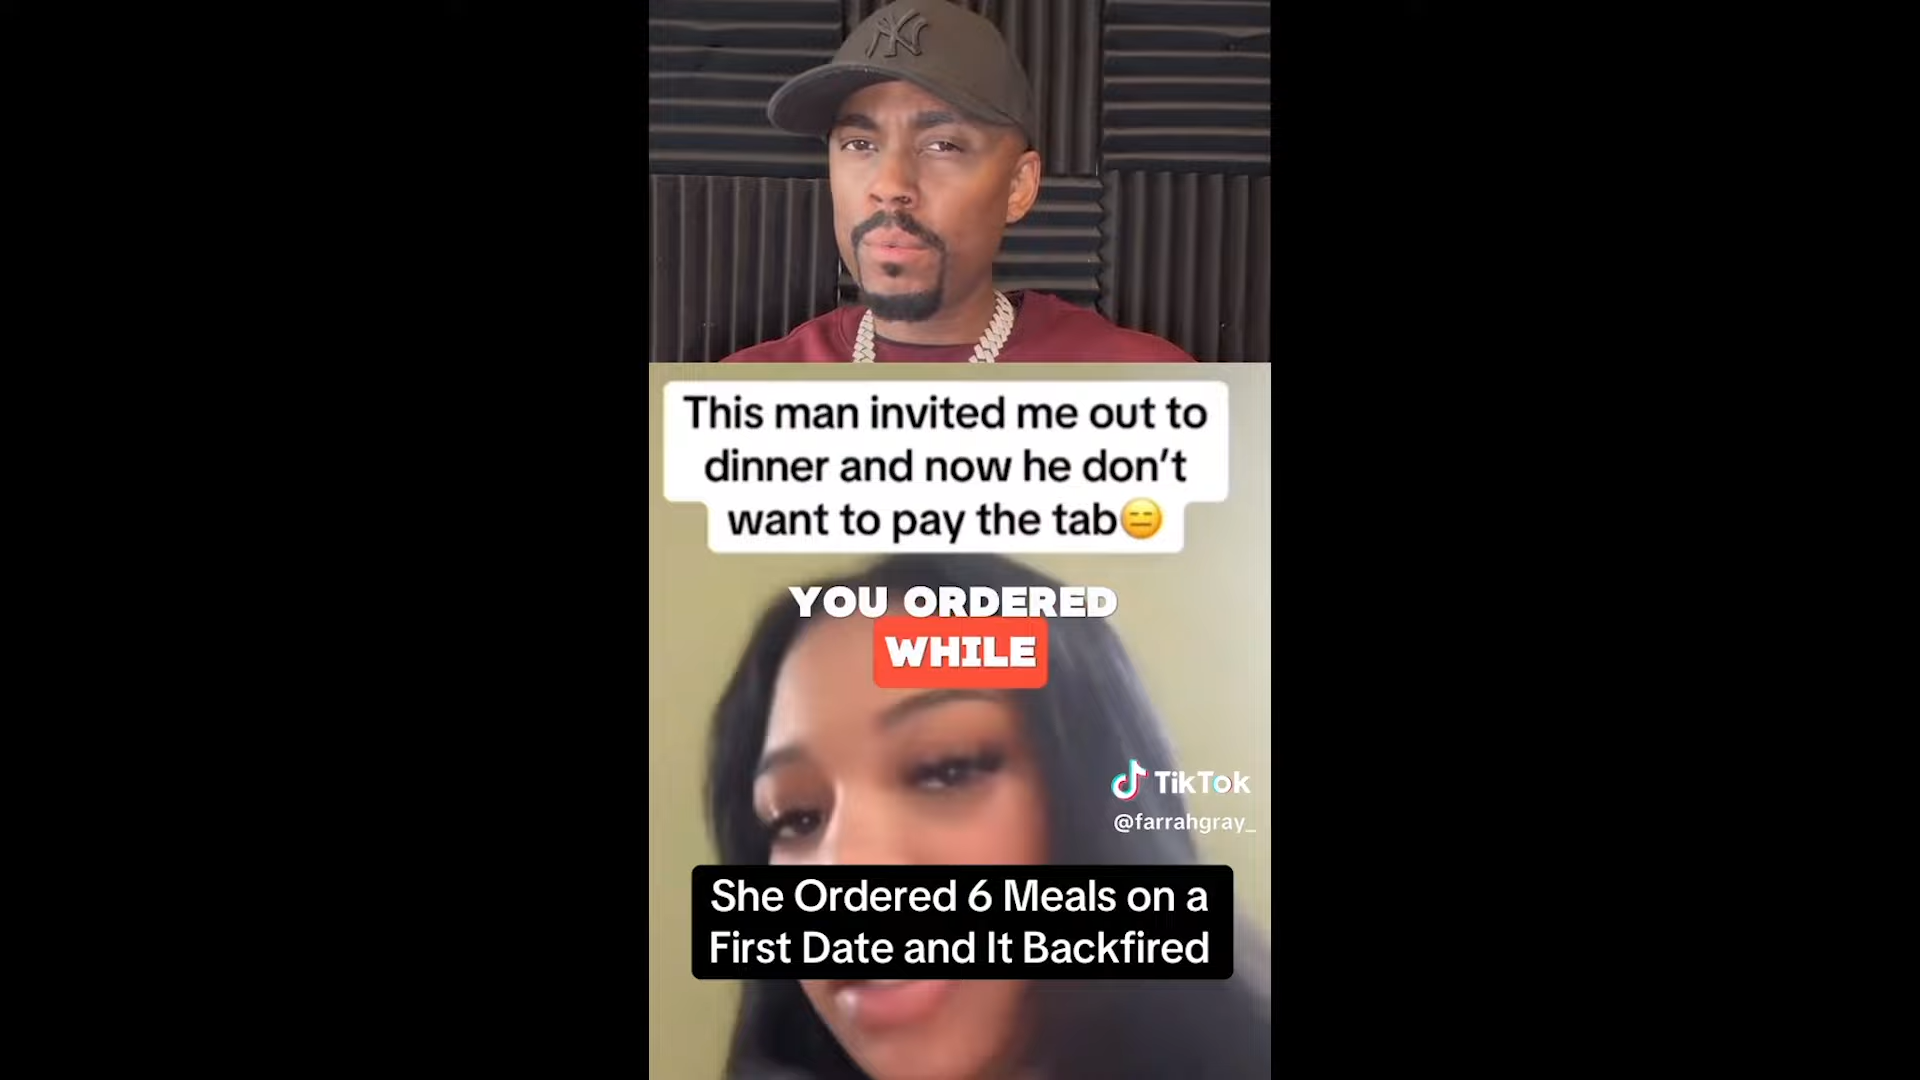 NY
This man invited me out to
dinner and now he don’t
want to pay the tab😑
YOU ORDERED
WHILE
TikTok
@farrahgray_
She Ordered 6 Meals on a
First Date and It Backfired